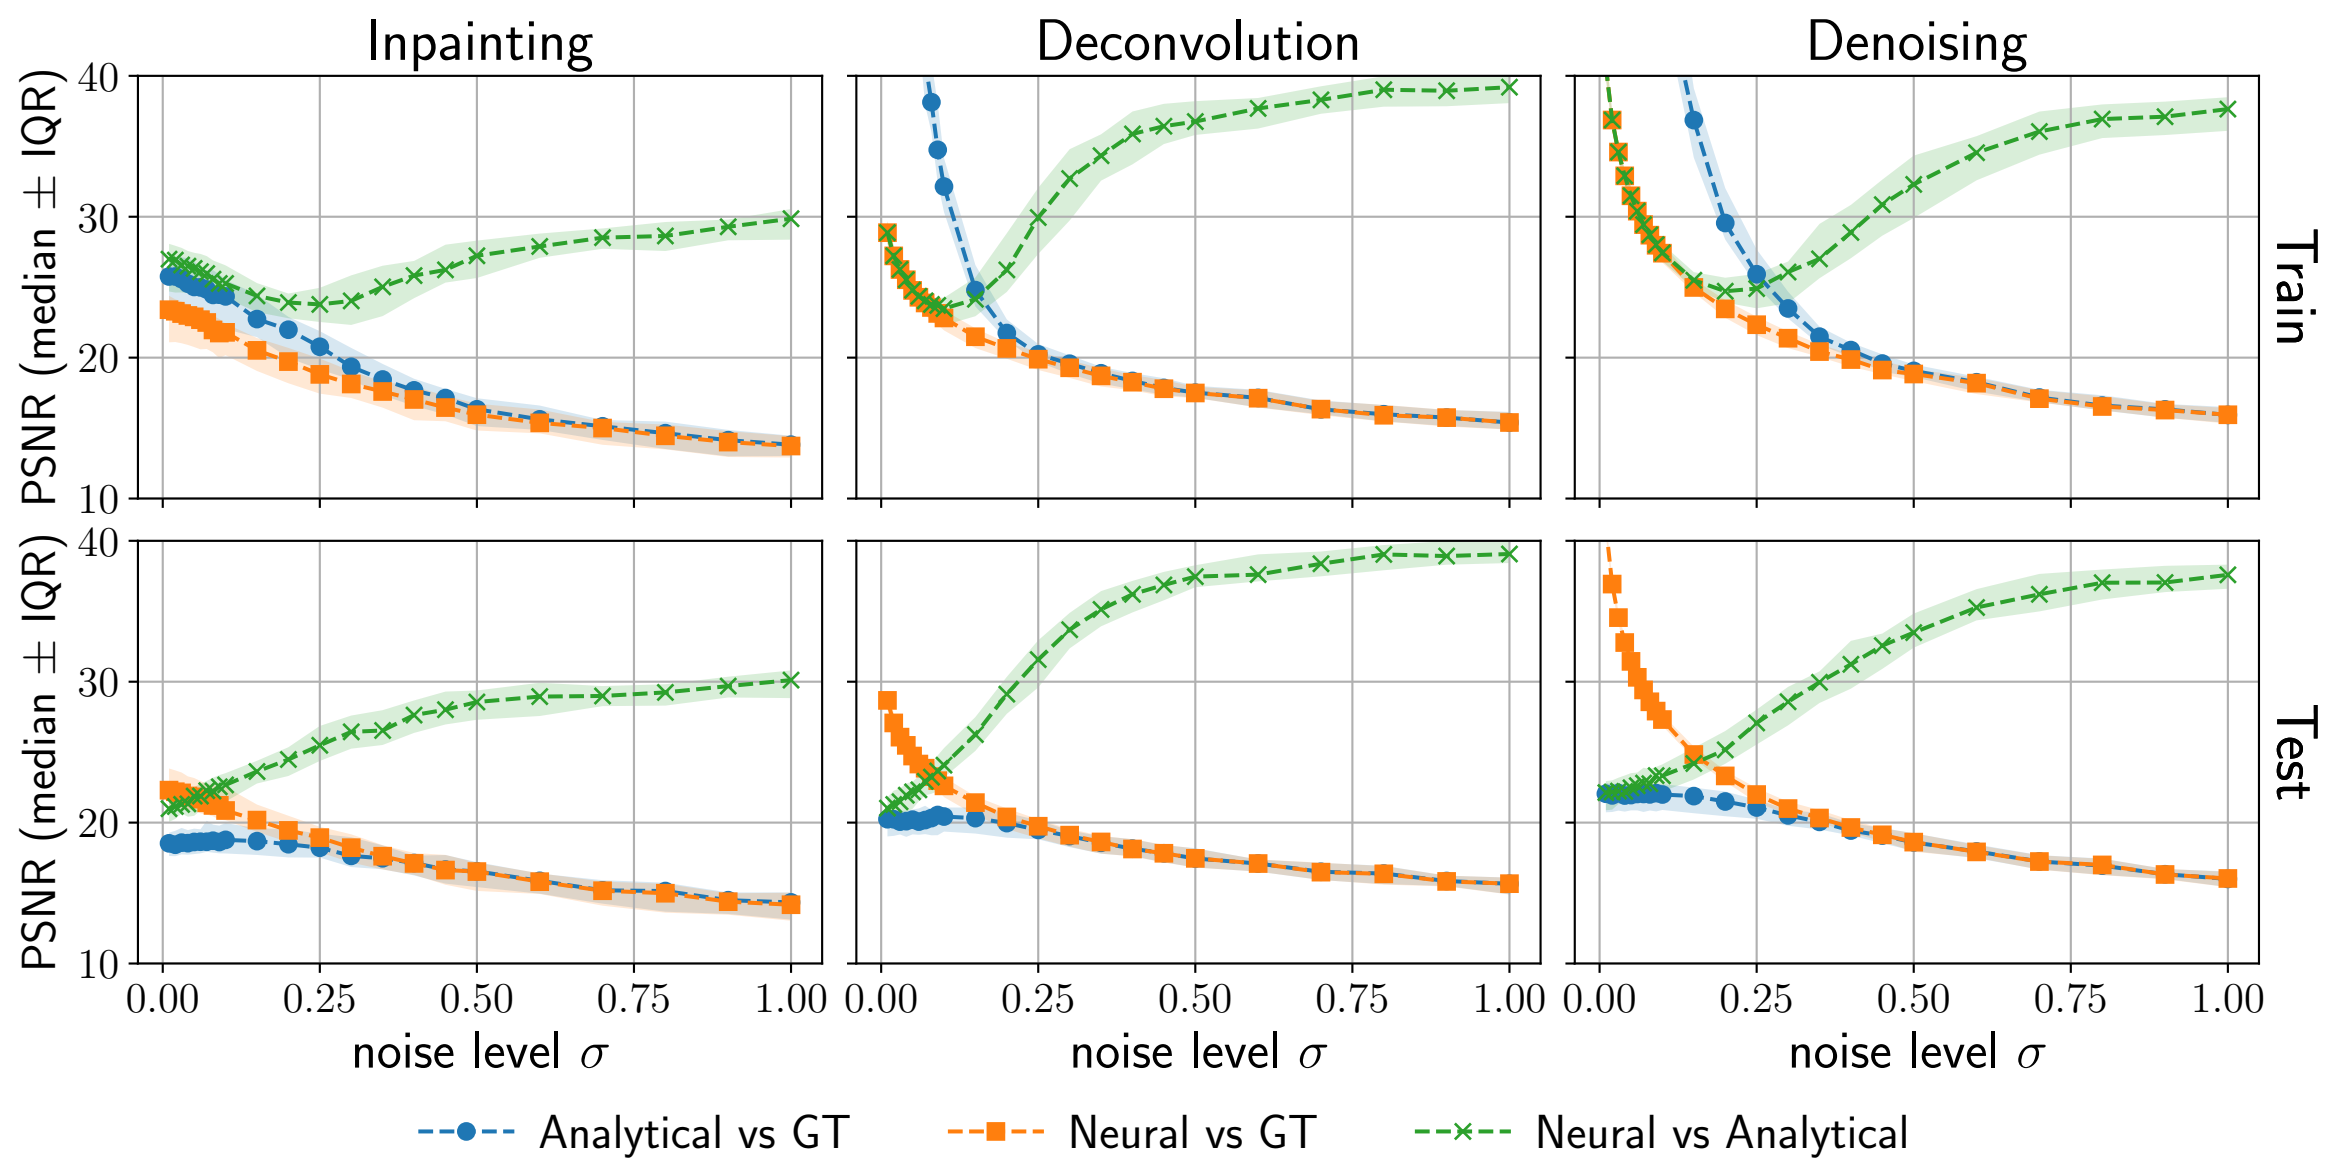 Inpainting
Deconvolution
Denoising
PSNR (median ± IQR)
40
30
20
10
Train
PSNR (median ± IQR)
40
30
20
10
Test
0.00 0.25 0.50 0.75 1.00
0.00 0.25 0.50 0.75 1.00
0.00 0.25 0.50 0.75 1.00
noise level σ
noise level σ
noise level σ
Analytical vs GT
Neural vs GT
Neural vs Analytical